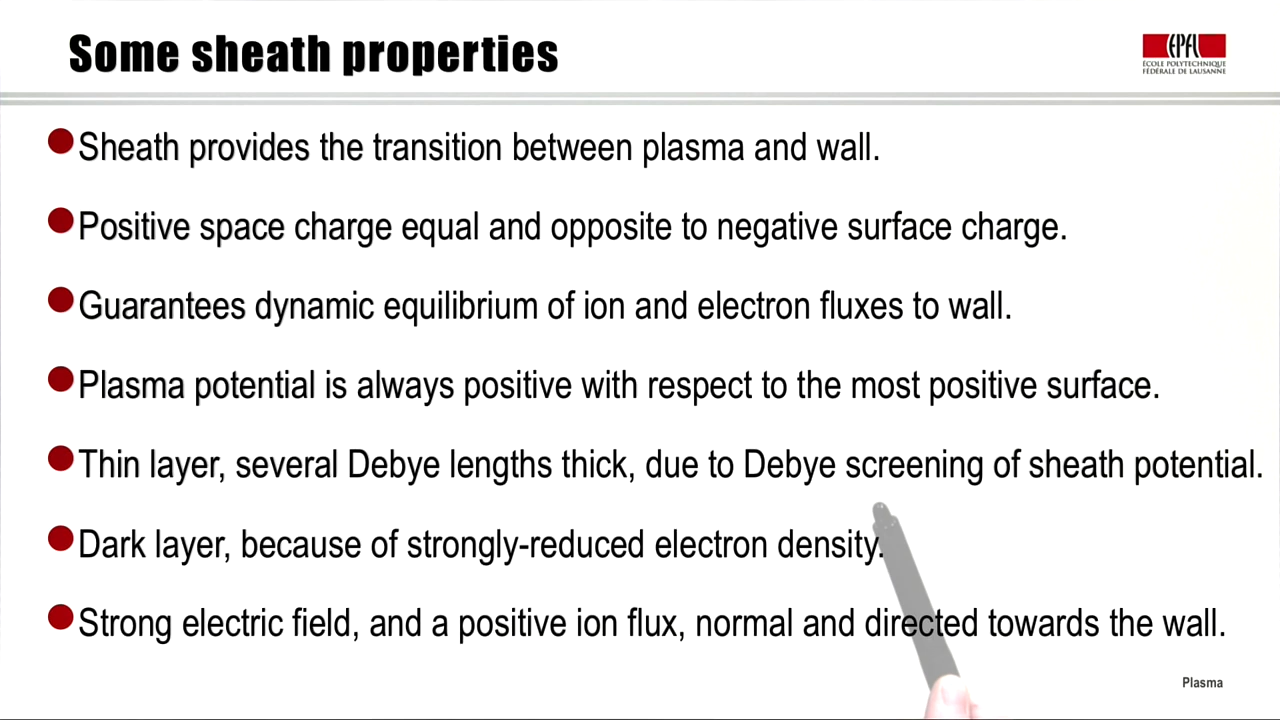 Some sheath properties
EPFL
ÉCOLE POLYTECHNIQUE
FÉDÉRALE DE LAUSANNE
Sheath provides the transition between plasma and wall.
Positive space charge equal and opposite to negative surface charge.
Guarantees dynamic equilibrium of ion and electron fluxes to wall.
Plasma potential is always positive with respect to the most positive surface.
Thin layer, several Debye lengths thick, due to Debye screening of sheath potential.
Dark layer, because of strongly-reduced electron density.
Strong electric field, and a positive ion flux, normal and directed towards the wall.
Plasma